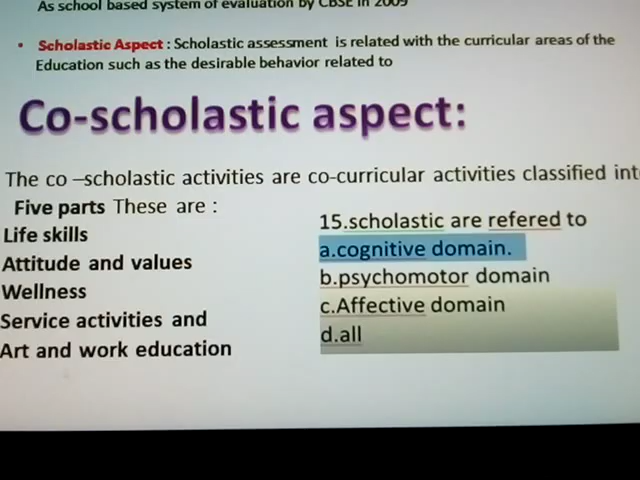 As school based system of evaluation by CBSE in 2009
• Scholastic Aspect : Scholastic assessment is related with the curricular areas of the
Education such as the desirable behavior related to
Co-scholastic aspect:
The co –scholastic activities are co-curricular activities classified int
Five parts These are :
Life skills
Attitude and values
Wellness
Service activities and
Art and work education
15.scholastic are refered to
a.cognitive domain.
b.psychomotor domain
c.Affective domain
d.all